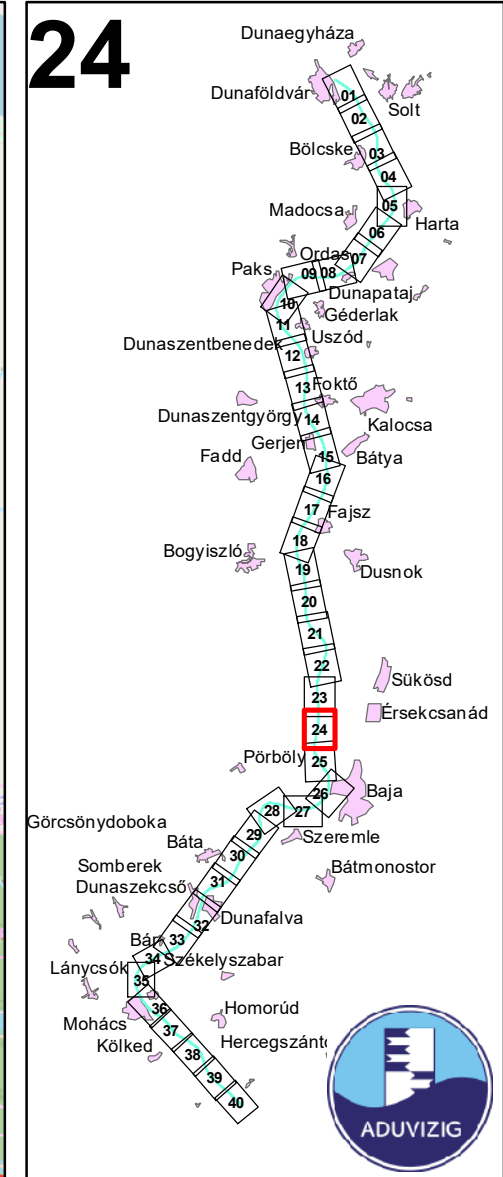 24
Dunaegyháza
Dunaföldvár
01
Solt
02
Bölcske
03
04
Madocsa
05
Harta
06
Ordas
07
Paks
09
08
Dunapataj
10
Géderlak
11
Uszód
Dunaszentbenedek
12
13
Foktő
Dunaszentgyörgy
14
Kalocsa
Gerjen
15
Bátya
Fadd
16
17
Fajsz
18
Bogyiszló
19
Dusnok
20
21
22
Sükösd
23
Érsekcsanád
24
Pörböly
25
26
Baja
28
27
Görcsönydoboka
29
Szeremle
Báta
30
Somberek
Bátmonostor
Dunaszekcső
31
Dunafalva
32
Bár
33
34
Székelyszabar
Lánycsók
35
36
Homorúd
Mohács
37
Kölked
38
Hercegszántó
39
40
ADUVIZIG